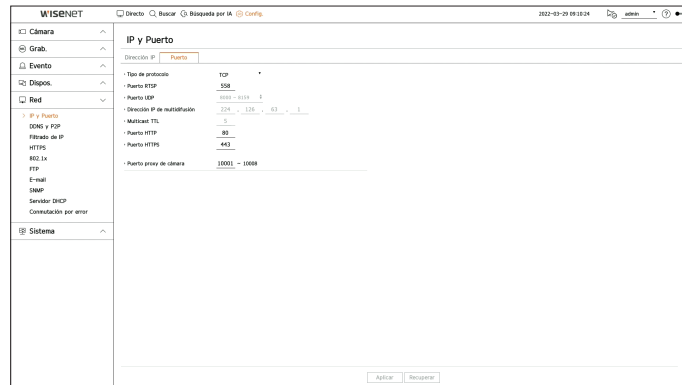 WISENET
Directo Buscar Búsqueda por IA Config. 2022-03-29 09:10:24 admin ?
Cámara
Grab.
Evento
Dispos.
Red
> IP y Puerto
DDNS y P2P
Filtrado de IP
HTTPS
802.1x
FTP
E-mail
SNMP
Servidor DHCP
Conmutación por error
Sistema
IP y Puerto
Dirección IP Puerto
Tipo de protocolo TCP
Puerto RTSP 558
Puerto UDP 8000 ~ 8159
Dirección IP de multidifusión 224 . 126 . 63 . 1
Multicast TTL 5
Puerto HTTP 80
Puerto HTTPS 443
Puerto proxy de cámara 10001 ~ 10008
Aplicar Recuperar